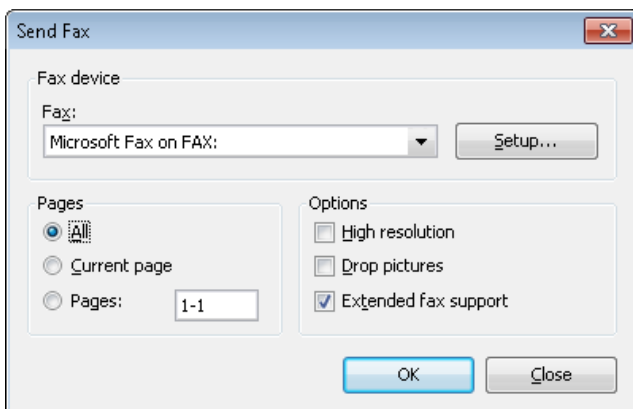 Send Fax
Fax device
Fax:
Microsoft Fax on FAX:
Setup...
Pages
All
Current page
Pages: 1-1
Options
High resolution
Drop pictures
Extended fax support
OK
Close